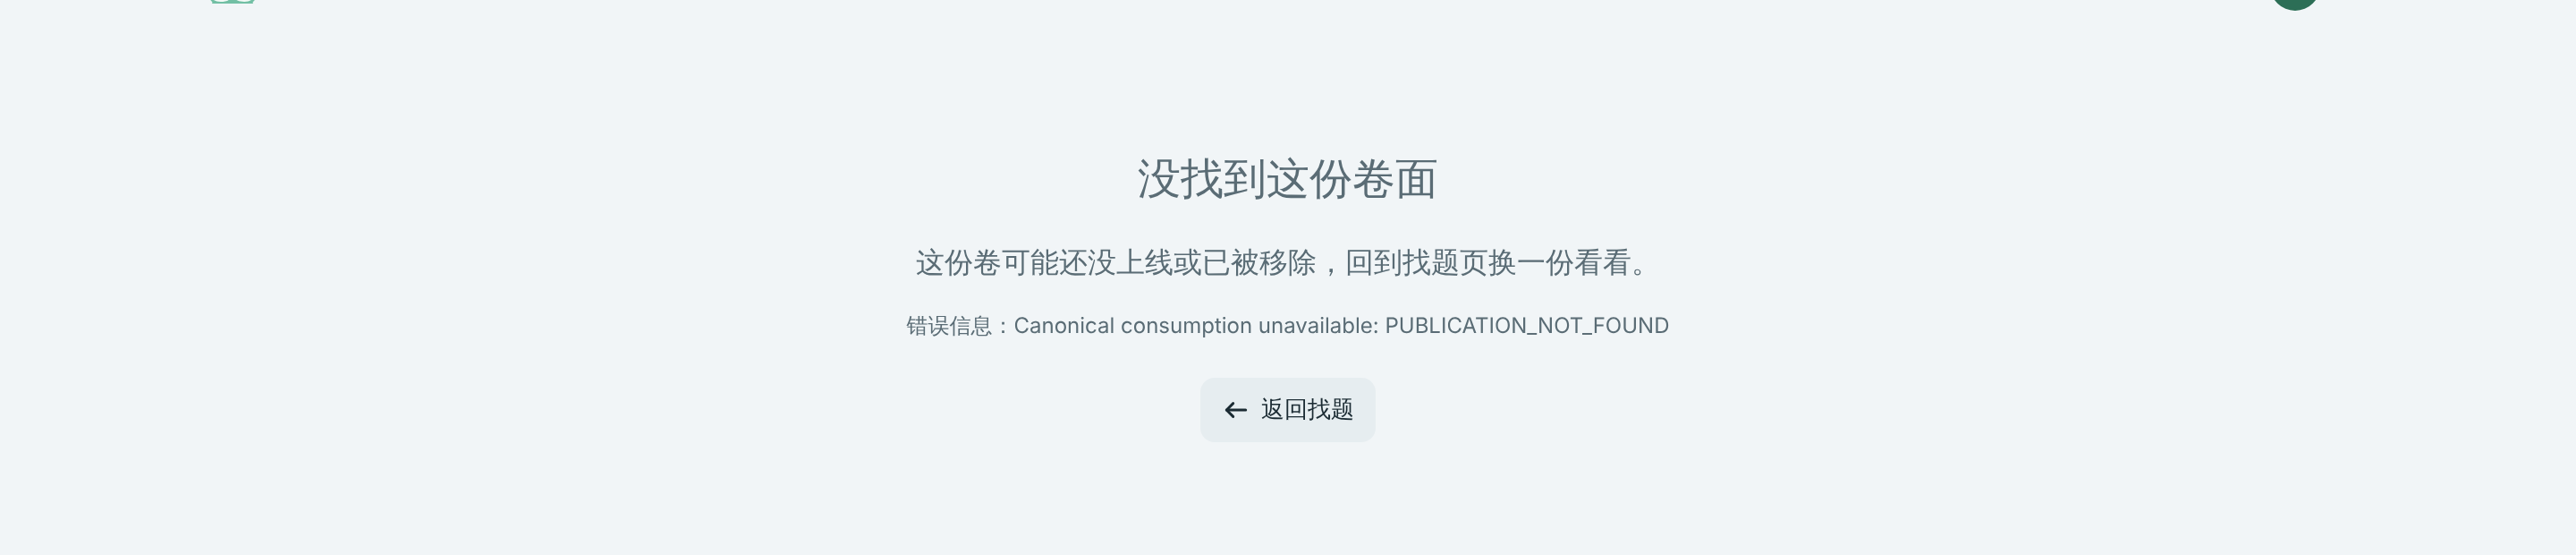 没找到这份卷面
这份卷可能还没上线或已被移除，回到找题页换一份看看。
错误信息：Canonical consumption unavailable: PUBLICATION_NOT_FOUND
← 返回找题